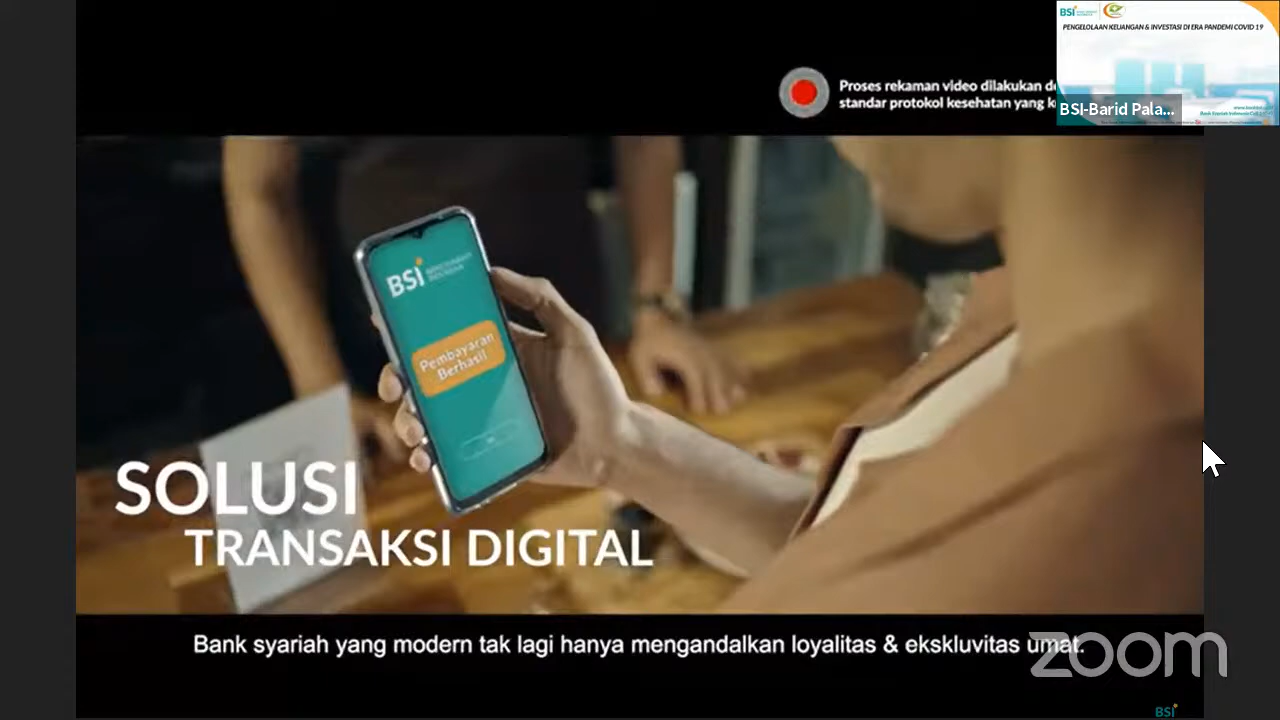 BSI
PENGELOLAAN KEUANGAN & INVESTASI DI ERA PANDEMI COVID 19
BSI-Barid Pala...
Proses rekaman video dilakukan de
standar protokol kesehatan yang k
BSI
Pembayaran
Berhasil
SOLUSI
TRANSAKSI DIGITAL
Bank syariah yang modern tak lagi hanya mengandalkan loyalitas & ekskluvitas umat.
zoom
BSI